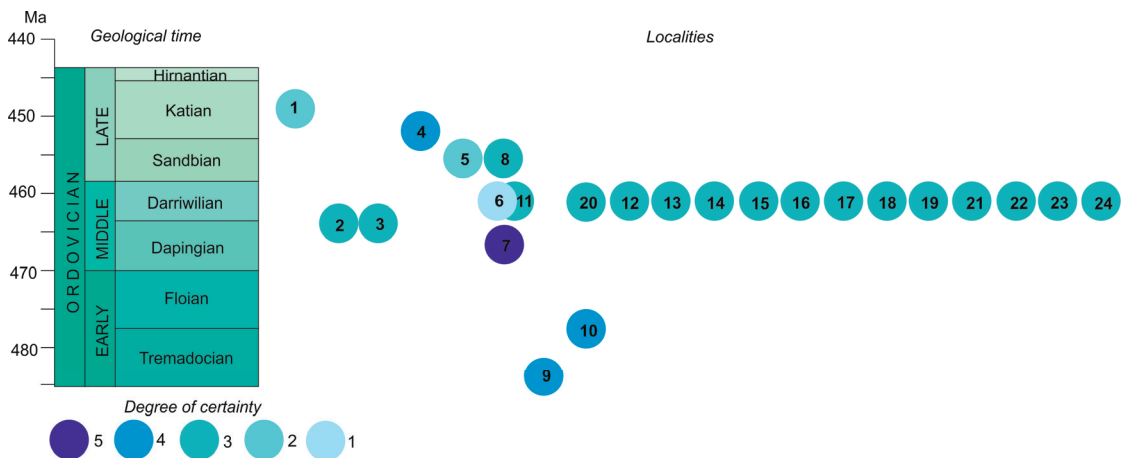 Ma
Geological time
Localities
440
450
460
470
480
ORDOVICIAN
LATE
MIDDLE
EARLY
Hirnantian
Katian
Sandbian
Darriwilian
Dapingian
Floian
Tremadocian
1
4
5
8
6
11
20
12
13
14
15
16
17
18
19
21
22
23
24
2
3
7
10
9
Degree of certainty
5
4
3
2
1